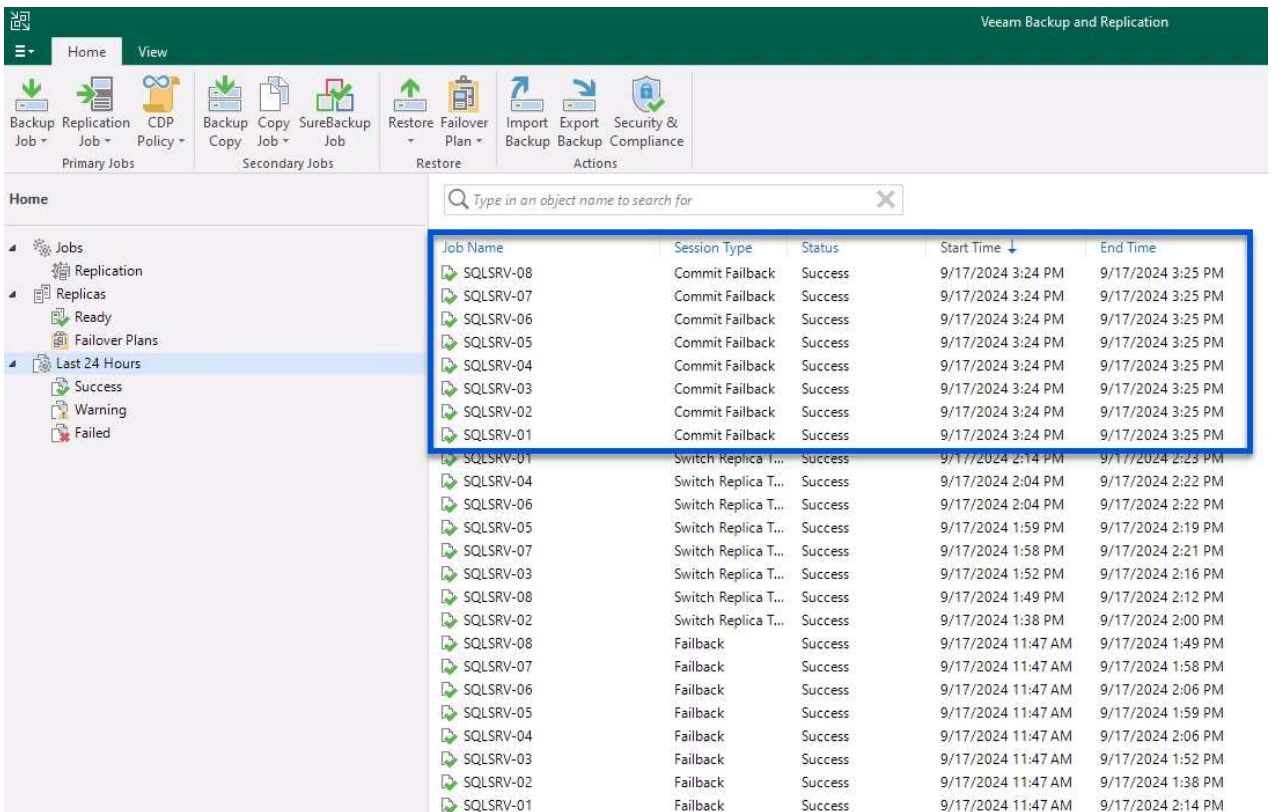 Veeam Backup and Replication
Home View
Backup Job Replication Job CDP Policy Backup Copy Copy Job SureBackup Job Restore Failover Plan Import Backup Export Backup Security & Compliance
Primary Jobs Secondary Jobs Restore Actions
Home
Type in an object name to search for
Jobs
Replication
Replicas
Ready
Failover Plans
Last 24 Hours
Success
Warning
Failed
Job Name Session Type Status Start Time End Time
SQLSRV-08 Commit Failback Success 9/17/2024 3:24 PM 9/17/2024 3:25 PM
SQLSRV-07 Commit Failback Success 9/17/2024 3:24 PM 9/17/2024 3:25 PM
SQLSRV-06 Commit Failback Success 9/17/2024 3:24 PM 9/17/2024 3:25 PM
SQLSRV-05 Commit Failback Success 9/17/2024 3:24 PM 9/17/2024 3:25 PM
SQLSRV-04 Commit Failback Success 9/17/2024 3:24 PM 9/17/2024 3:25 PM
SQLSRV-03 Commit Failback Success 9/17/2024 3:24 PM 9/17/2024 3:25 PM
SQLSRV-02 Commit Failback Success 9/17/2024 3:24 PM 9/17/2024 3:25 PM
SQLSRV-01 Commit Failback Success 9/17/2024 3:24 PM 9/17/2024 3:25 PM
SQLSRV-01 Switch Replica T... Success 9/17/2024 2:14 PM 9/17/2024 2:23 PM
SQLSRV-04 Switch Replica T... Success 9/17/2024 2:04 PM 9/17/2024 2:22 PM
SQLSRV-06 Switch Replica T... Success 9/17/2024 2:04 PM 9/17/2024 2:22 PM
SQLSRV-05 Switch Replica T... Success 9/17/2024 1:59 PM 9/17/2024 2:19 PM
SQLSRV-07 Switch Replica T... Success 9/17/2024 1:58 PM 9/17/2024 2:21 PM
SQLSRV-03 Switch Replica T... Success 9/17/2024 1:52 PM 9/17/2024 2:16 PM
SQLSRV-08 Switch Replica T... Success 9/17/2024 1:49 PM 9/17/2024 2:12 PM
SQLSRV-02 Switch Replica T... Success 9/17/2024 1:38 PM 9/17/2024 2:00 PM
SQLSRV-08 Failback Success 9/17/2024 11:47 AM 9/17/2024 1:49 PM
SQLSRV-07 Failback Success 9/17/2024 11:47 AM 9/17/2024 1:58 PM
SQLSRV-06 Failback Success 9/17/2024 11:47 AM 9/17/2024 2:06 PM
SQLSRV-05 Failback Success 9/17/2024 11:47 AM 9/17/2024 1:59 PM
SQLSRV-04 Failback Success 9/17/2024 11:47 AM 9/17/2024 2:06 PM
SQLSRV-03 Failback Success 9/17/2024 11:47 AM 9/17/2024 1:52 PM
SQLSRV-02 Failback Success 9/17/2024 11:47 AM 9/17/2024 1:38 PM
SQLSRV-01 Failback Success 9/17/2024 11:47 AM 9/17/2024 2:14 PM